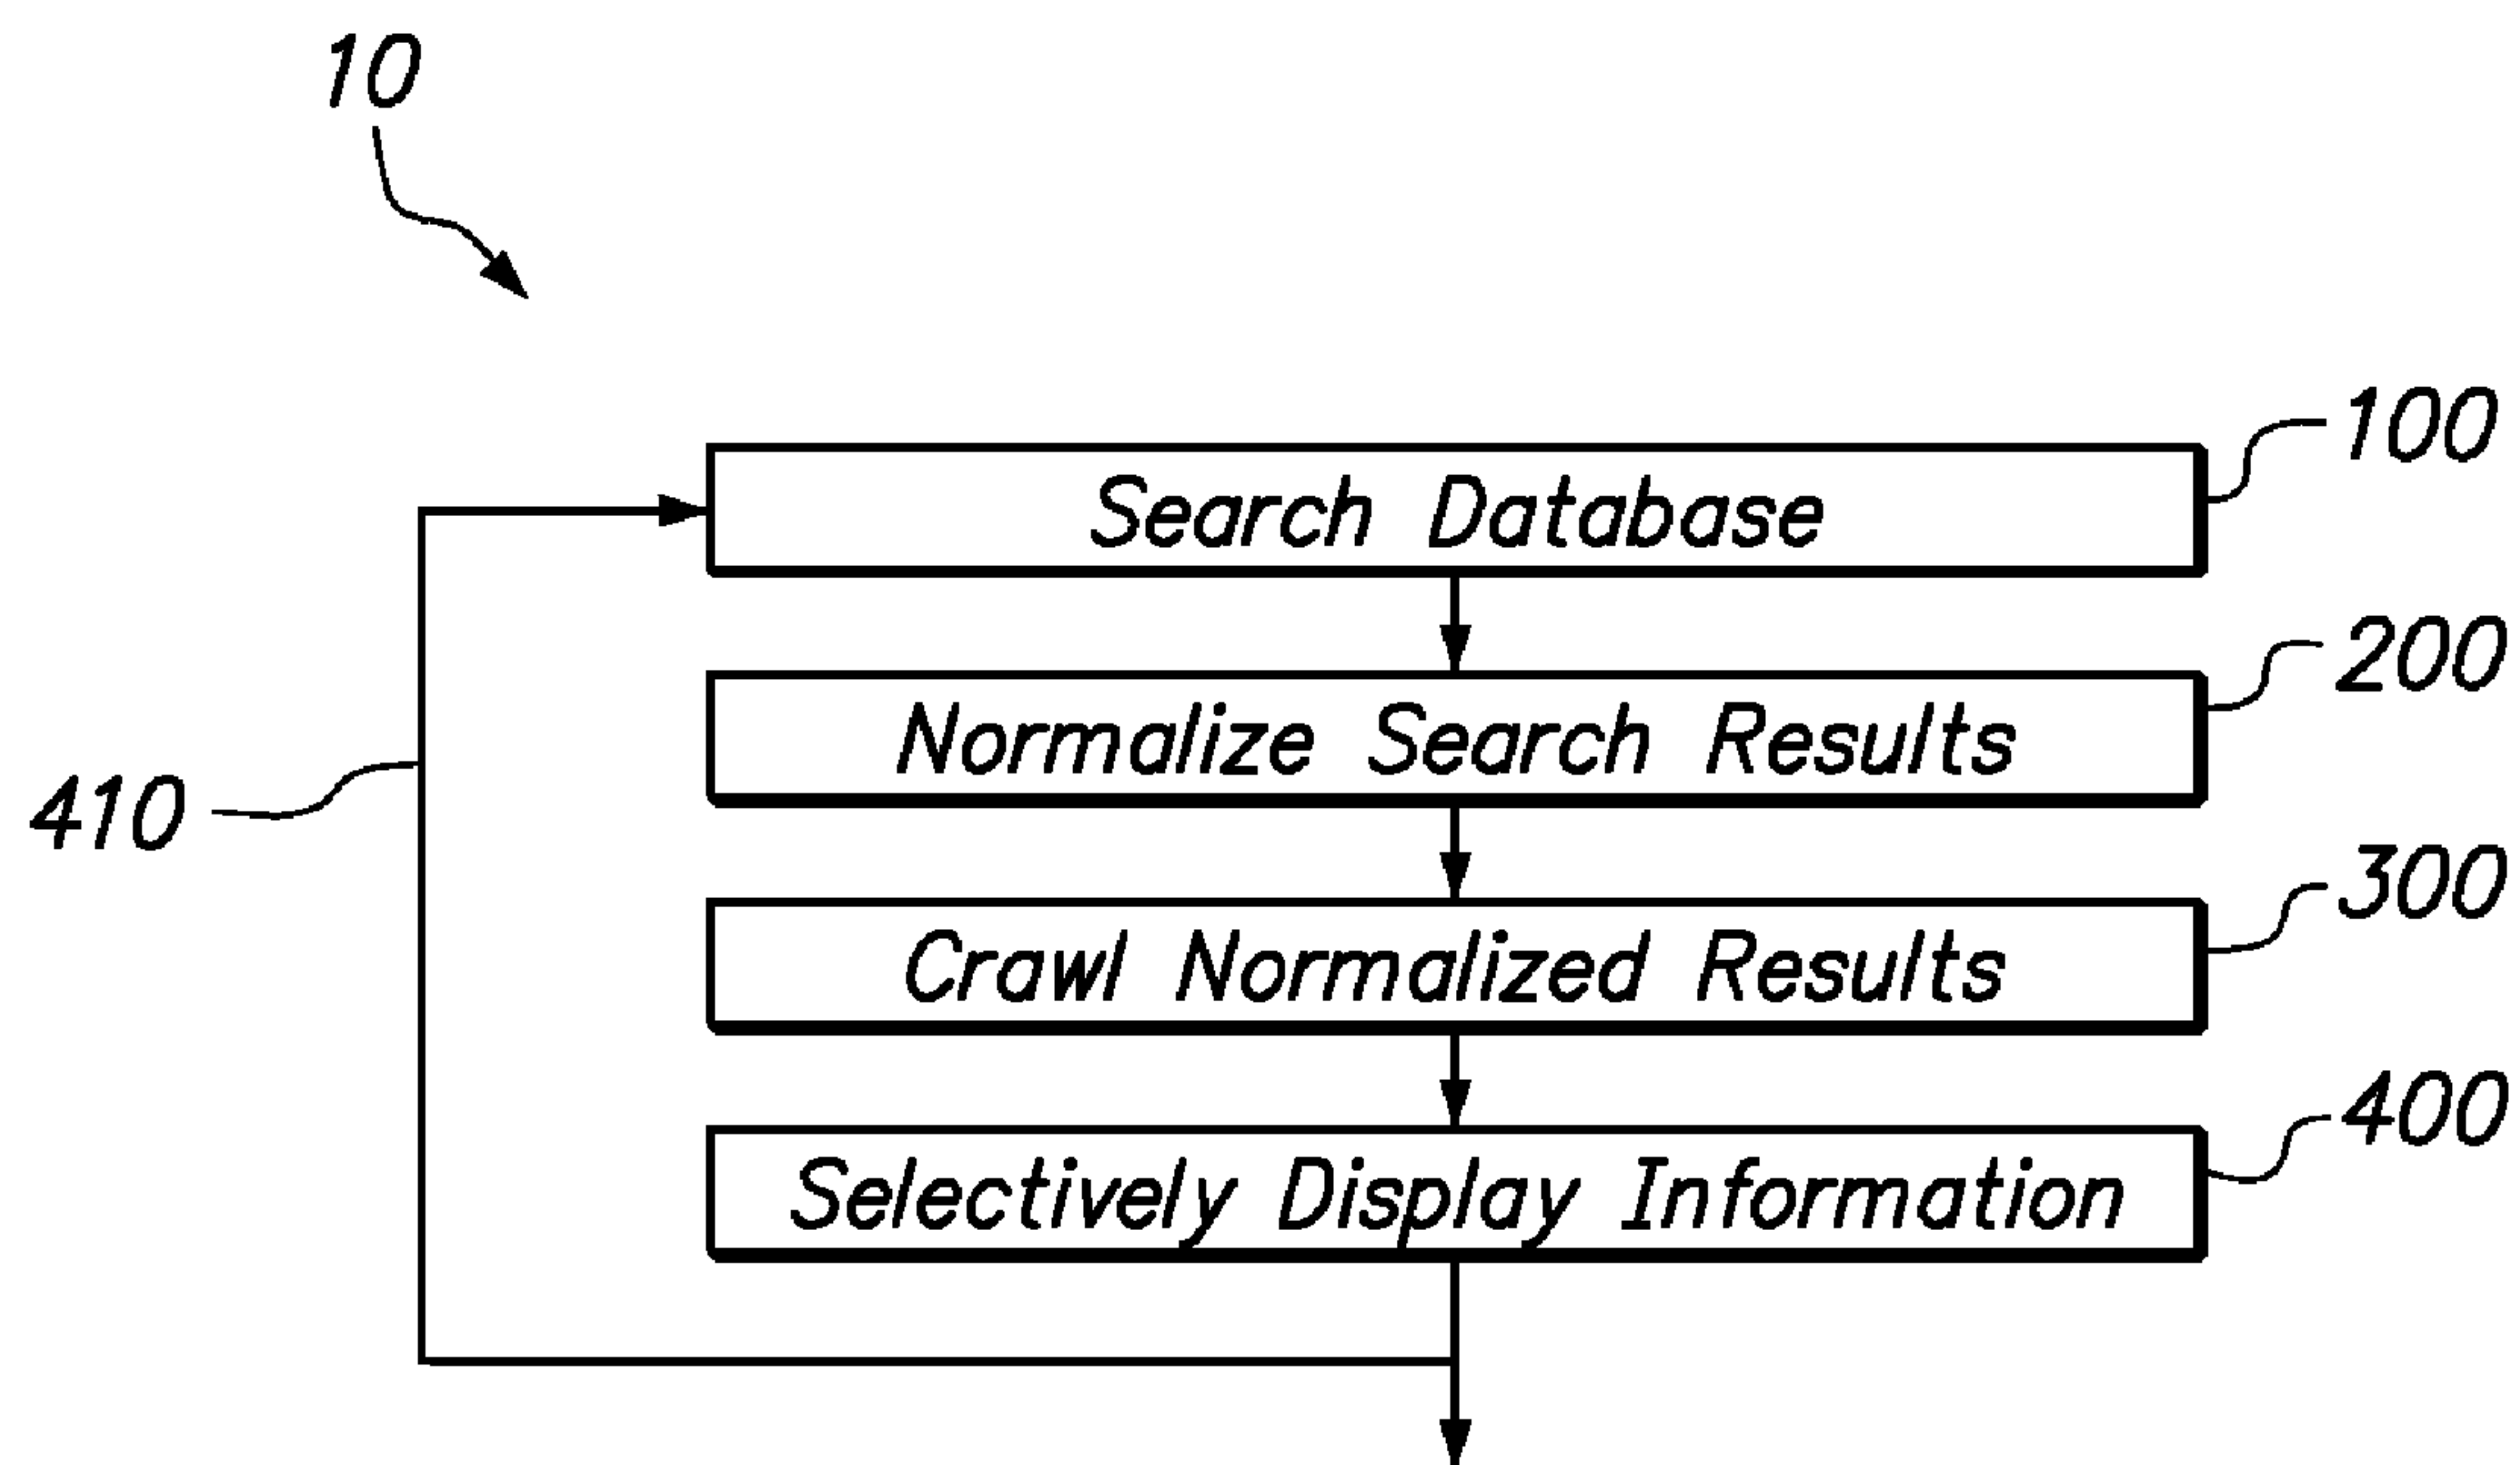 10
100
Search Database
200
Normalize Search Results
410
300
Crawl Normalized Results
400
Selectively Display Information